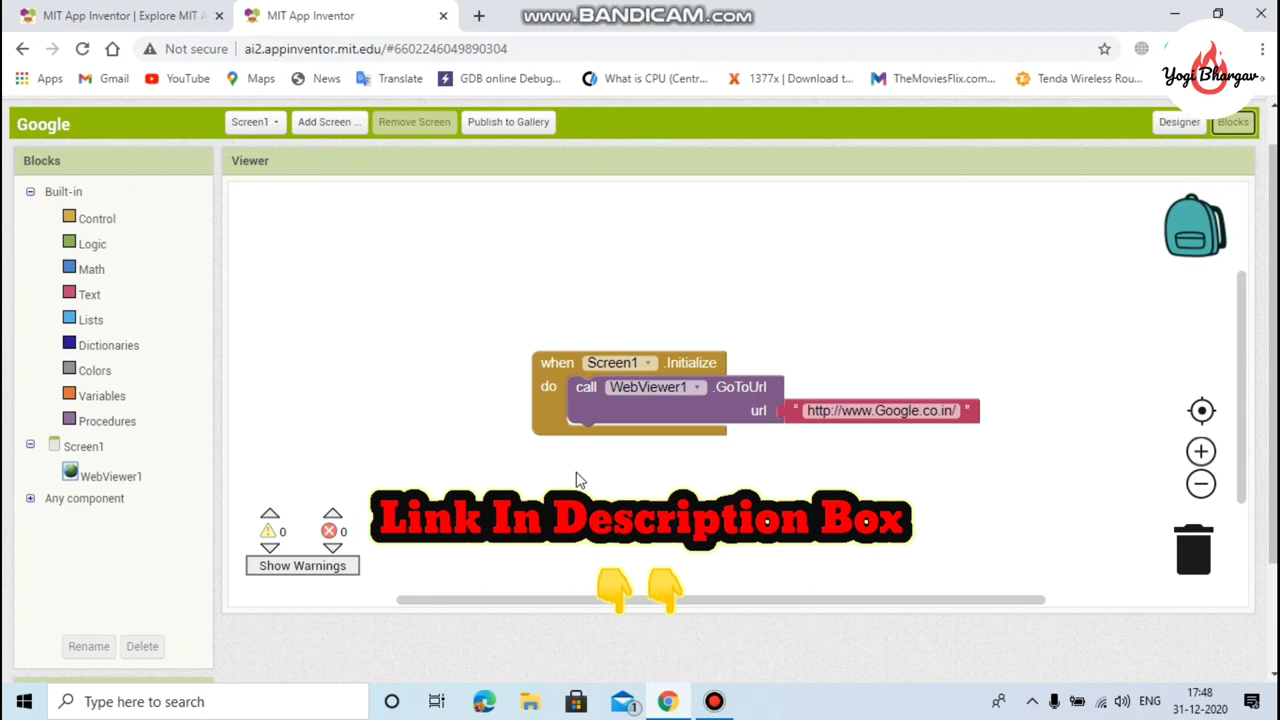 www.BANDICAM.com
MIT App Inventor | Explore MIT A
MIT App Inventor
Not secure
ai2.appinventor.mit.edu/#6602246049890304
Apps
Gmail
YouTube
Maps
News
Translate
GDB online Debug...
What is CPU (Centr...
1377x | Download t...
TheMoviesFlix.com...
Tenda Wireless Rou...
Yogi Bhargav
Google
Screen1
Add Screen ...
Remove Screen
Publish to Gallery
Designer
Blocks
Blocks
Viewer
Built-in
Control
Logic
Math
Text
Lists
Dictionaries
Colors
Variables
Procedures
Screen1
WebViewer1
Any component
Rename
Delete
when Screen1 .Initialize
do call WebViewer1 .GoToUrl
url “ http://www.Google.co.in/ ”
0
0
Show Warnings
Link In Description Box
Type here to search
1
ENG
17:48
31-12-2020